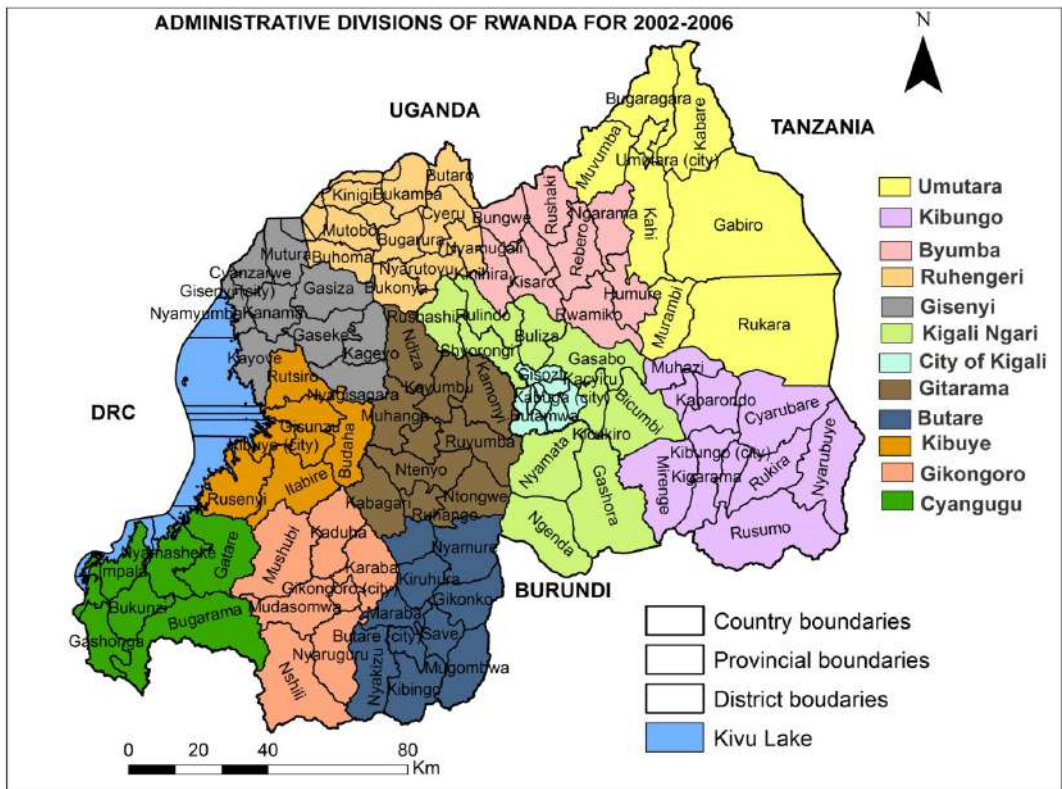 ADMINISTRATIVE DIVISIONS OF RWANDA FOR 2002-2006
N
UGANDA
TANZANIA
DRC
BURUNDI
Bugaragara
Kabare
Muvumba
Umutara (city)
Kahi
Gabiro
Murambi
Rukara
Butaro
Kinigi
Bukamba
Cyeru
Mutobo
Bugarura
Buhoma
Nyamugali
Nyarutovu
Bukonya
Bungwe
Rushaki
Ngarama
Rebero
Kinihira
Kisaro
Humure
Rwamiko
Mutura
Cyanzarwe
Gisenyi (city)
Gasiza
Nyamyumba
Kanama
Gaseke
Kageyo
Kayove
Nyagisagara
Rushashi
Rulindo
Shyorongi
Buliza
Gasabo
Gisozi
Kacyiru
Kabuga (city)
Butamwa
Bicumbi
Kicukiro
Nyamata
Gashora
Ngenda
Rutsiro
Gisunzu
Kibuye (city)
Budaha
Itabire
Rusenyi
Ndiza
Kayumbu
Kamonyi
Muhanga
Ruyumba
Ntenyo
Kabagari
Ntongwe
Ruhango
Muhazi
Kabarondo
Cyarubare
Kibungo (city)
Mirenge
Kigarama
Rukira
Nyarubuye
Rusumo
Nyamasheke
Gatare
Impala
Bukunzi
Bugarama
Gashonga
Mushubi
Kaduha
Karaba
Gikongoro (city)
Mudasomwa
Nyaruguru
Nshili
Nyamure
Kiruhura
Gikonko
Maraba
Butare (city)
Save
Mugombwa
Nyakizu
Kibingo
Umutara
Kibungo
Byumba
Ruhengeri
Gisenyi
Kigali Ngari
City of Kigali
Gitarama
Butare
Kibuye
Gikongoro
Cyangugu
Country boundaries
Provincial boundaries
District boudaries
Kivu Lake
0 20 40 80
Km